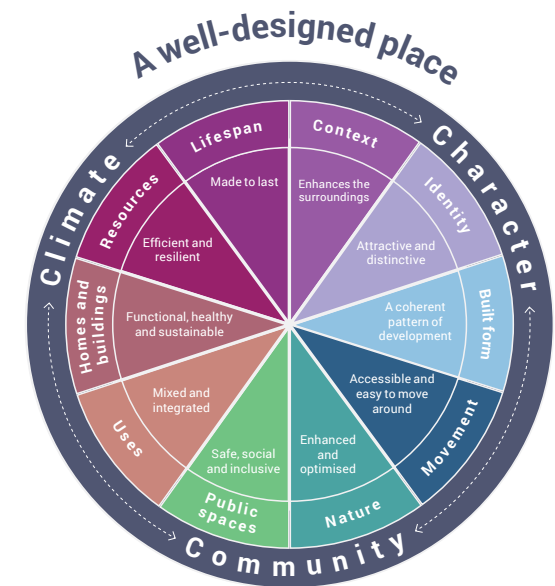 A well-designed place
Climate
Character
Community
Context
Enhances the
surroundings
Identity
Attractive and
distinctive
Built form
A coherent
pattern of
development
Movement
Accessible and
easy to move
around
Nature
Enhanced
and
optimised
Public
spaces
Safe, social
and inclusive
Uses
Mixed and
integrated
Homes and
buildings
Functional, healthy
and sustainable
Resources
Efficient and
resilient
Lifespan
Made to last